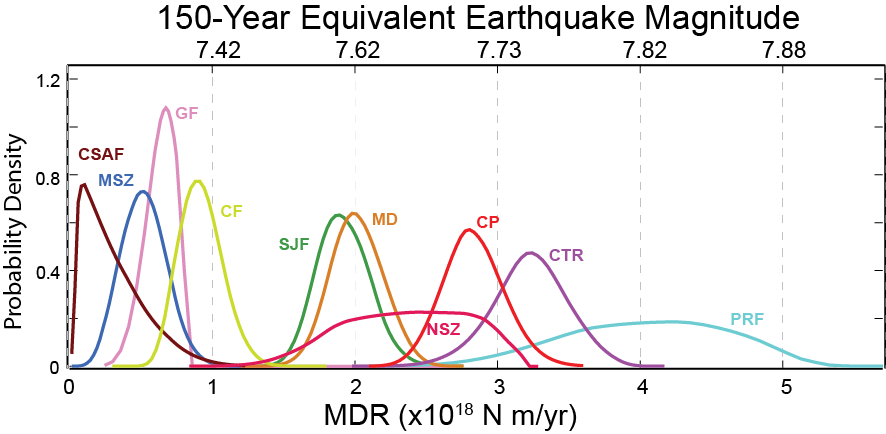 150-Year Equivalent Earthquake Magnitude
7.42 7.62 7.73 7.82 7.88
1.2
GF
CSAF
MSZ
0.8
CF
SJF
MD
CP
CTR
0.4
NSZ
PRF
0
Probability Density
0 1 2 3 4 5
MDR (x10¹⁸ N m/yr)